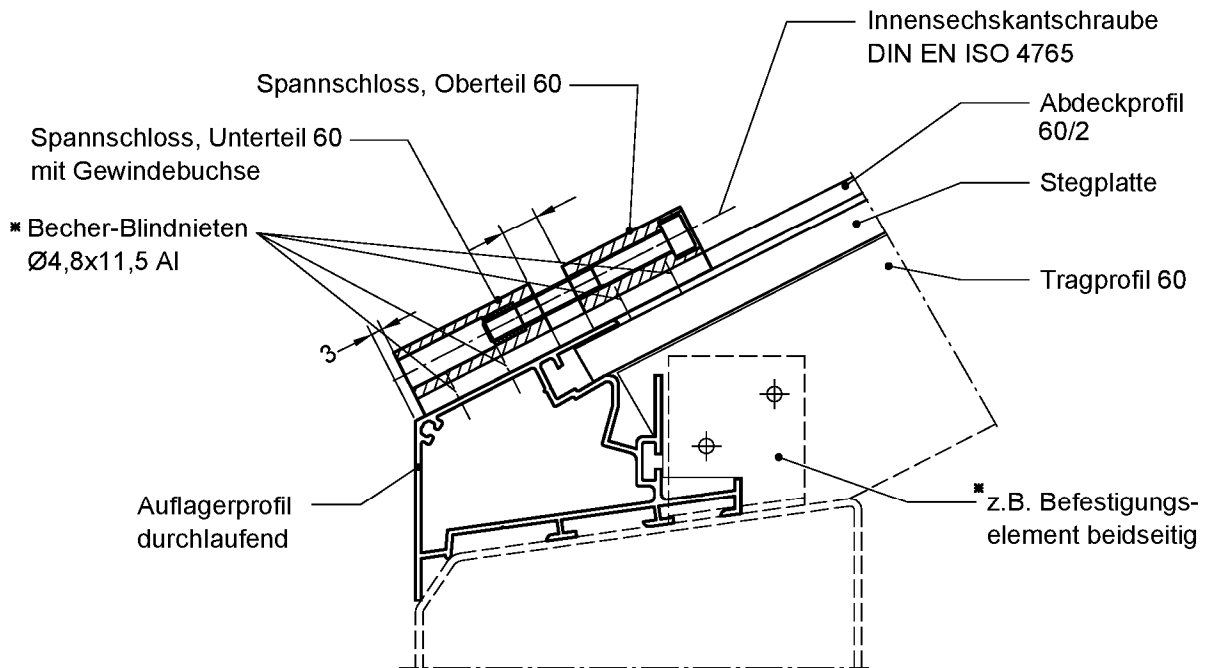 Innensechskantschraube
DIN EN ISO 4765
Spannschloss, Oberteil 60
Abdeckprofil
60/2
Spannschloss, Unterteil 60
mit Gewindebuchse
Stegplatte
* Becher-Blindnieten
Ø4,8x11,5 Al
Tragprofil 60
3
Auflagerprofil
durchlaufend
* z.B. Befestigungs-
element beidseitig